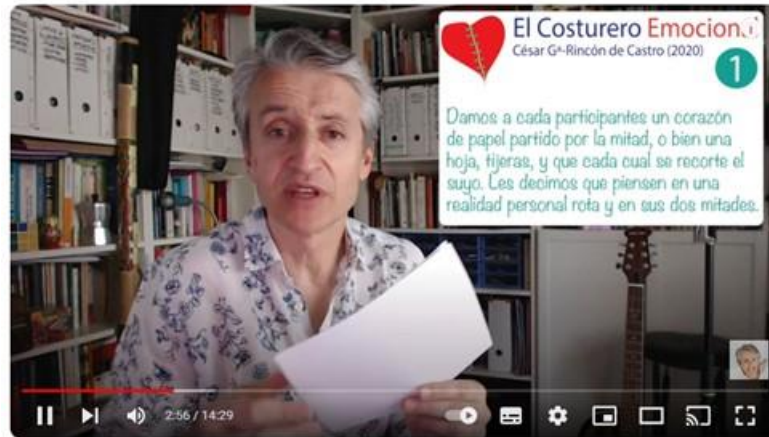 El Costurero Emocion
César Gª-Rincón de Castro (2020)
1
Damos a cada participantes un corazón
de papel partido por la mitad, o bien una
hoja, tijeras, y que cada cual se recorte el
suyo. Les decimos que piensen en una
realidad personal rota y en sus dos mitades.
2:56 / 14:29